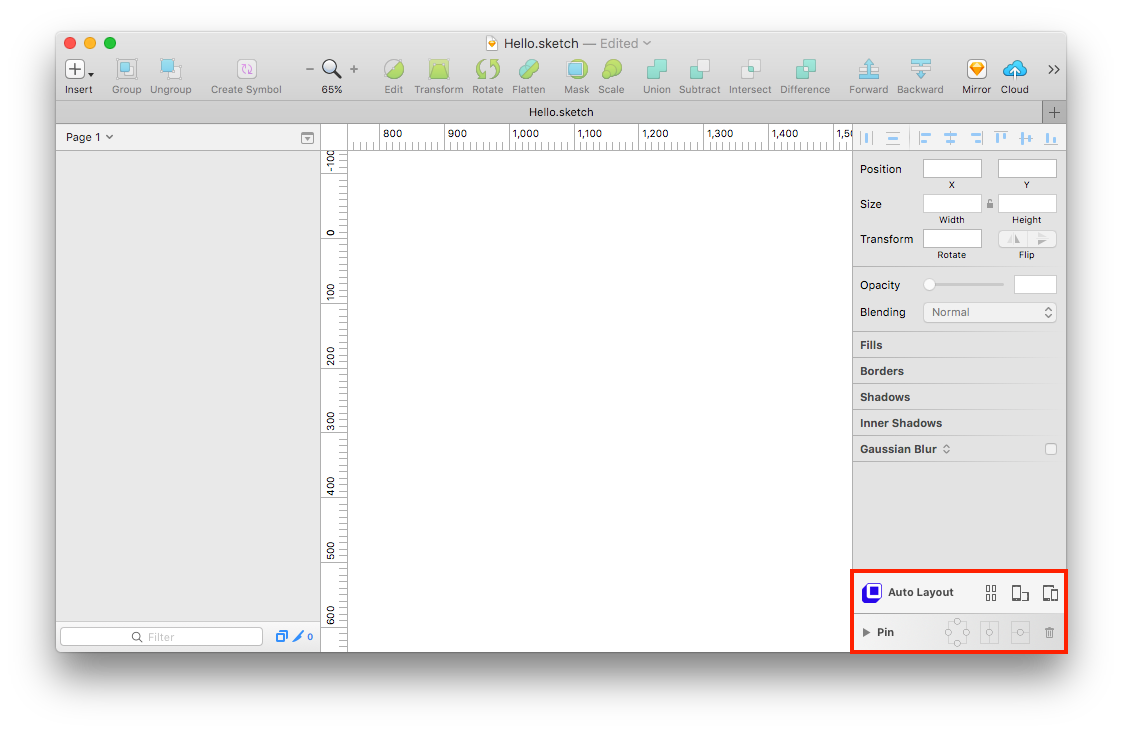 Hello.sketch — Edited
Insert Group Ungroup Create Symbol 65% Edit Transform Rotate Flatten Mask Scale Union Subtract Intersect Difference Forward Backward Mirror Cloud
Hello.sketch
Page 1
800 900 1,000 1,100 1,200 1,300 1,400 1,50
-100
0
100
200
300
400
500
600
Position
X Y
Size
Width Height
Transform
Rotate Flip
Opacity
Blending Normal
Fills
Borders
Shadows
Inner Shadows
Gaussian Blur
Auto Layout
Pin
Filter 0